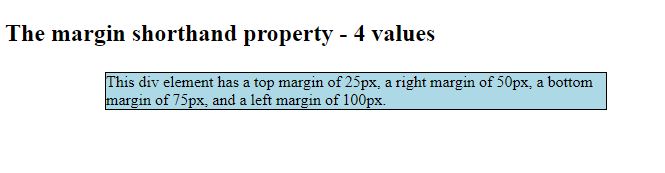 The margin shorthand property - 4 values
This div element has a top margin of 25px, a right margin of 50px, a bottom
margin of 75px, and a left margin of 100px.